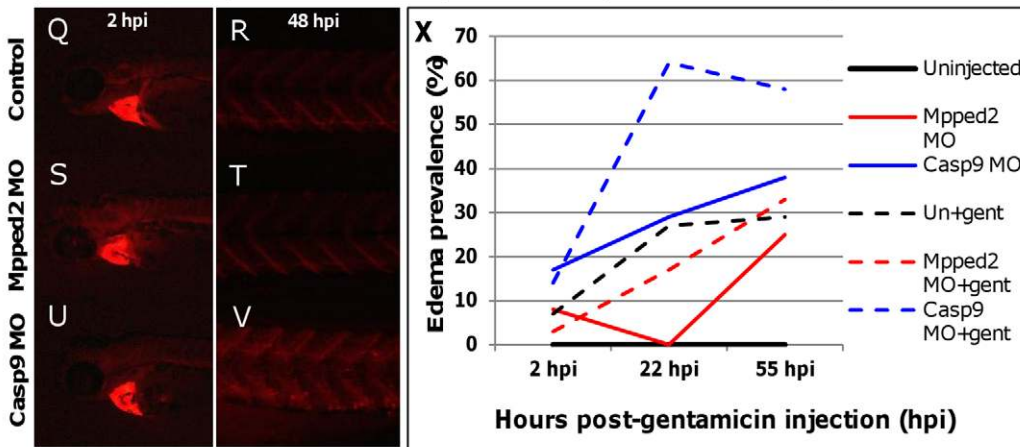 2 hpi
48 hpi
Control
Q
R
Mpped2 MO
S
T
Casp9 MO
U
V
X
Edema prevalence (%)
70
60
50
40
30
20
10
0
2 hpi
22 hpi
55 hpi
Hours post-gentamicin injection (hpi)
Uninjected
Mpped2
MO
Casp9 MO
Un+gent
Mpped2
MO+gent
Casp9
MO+gent